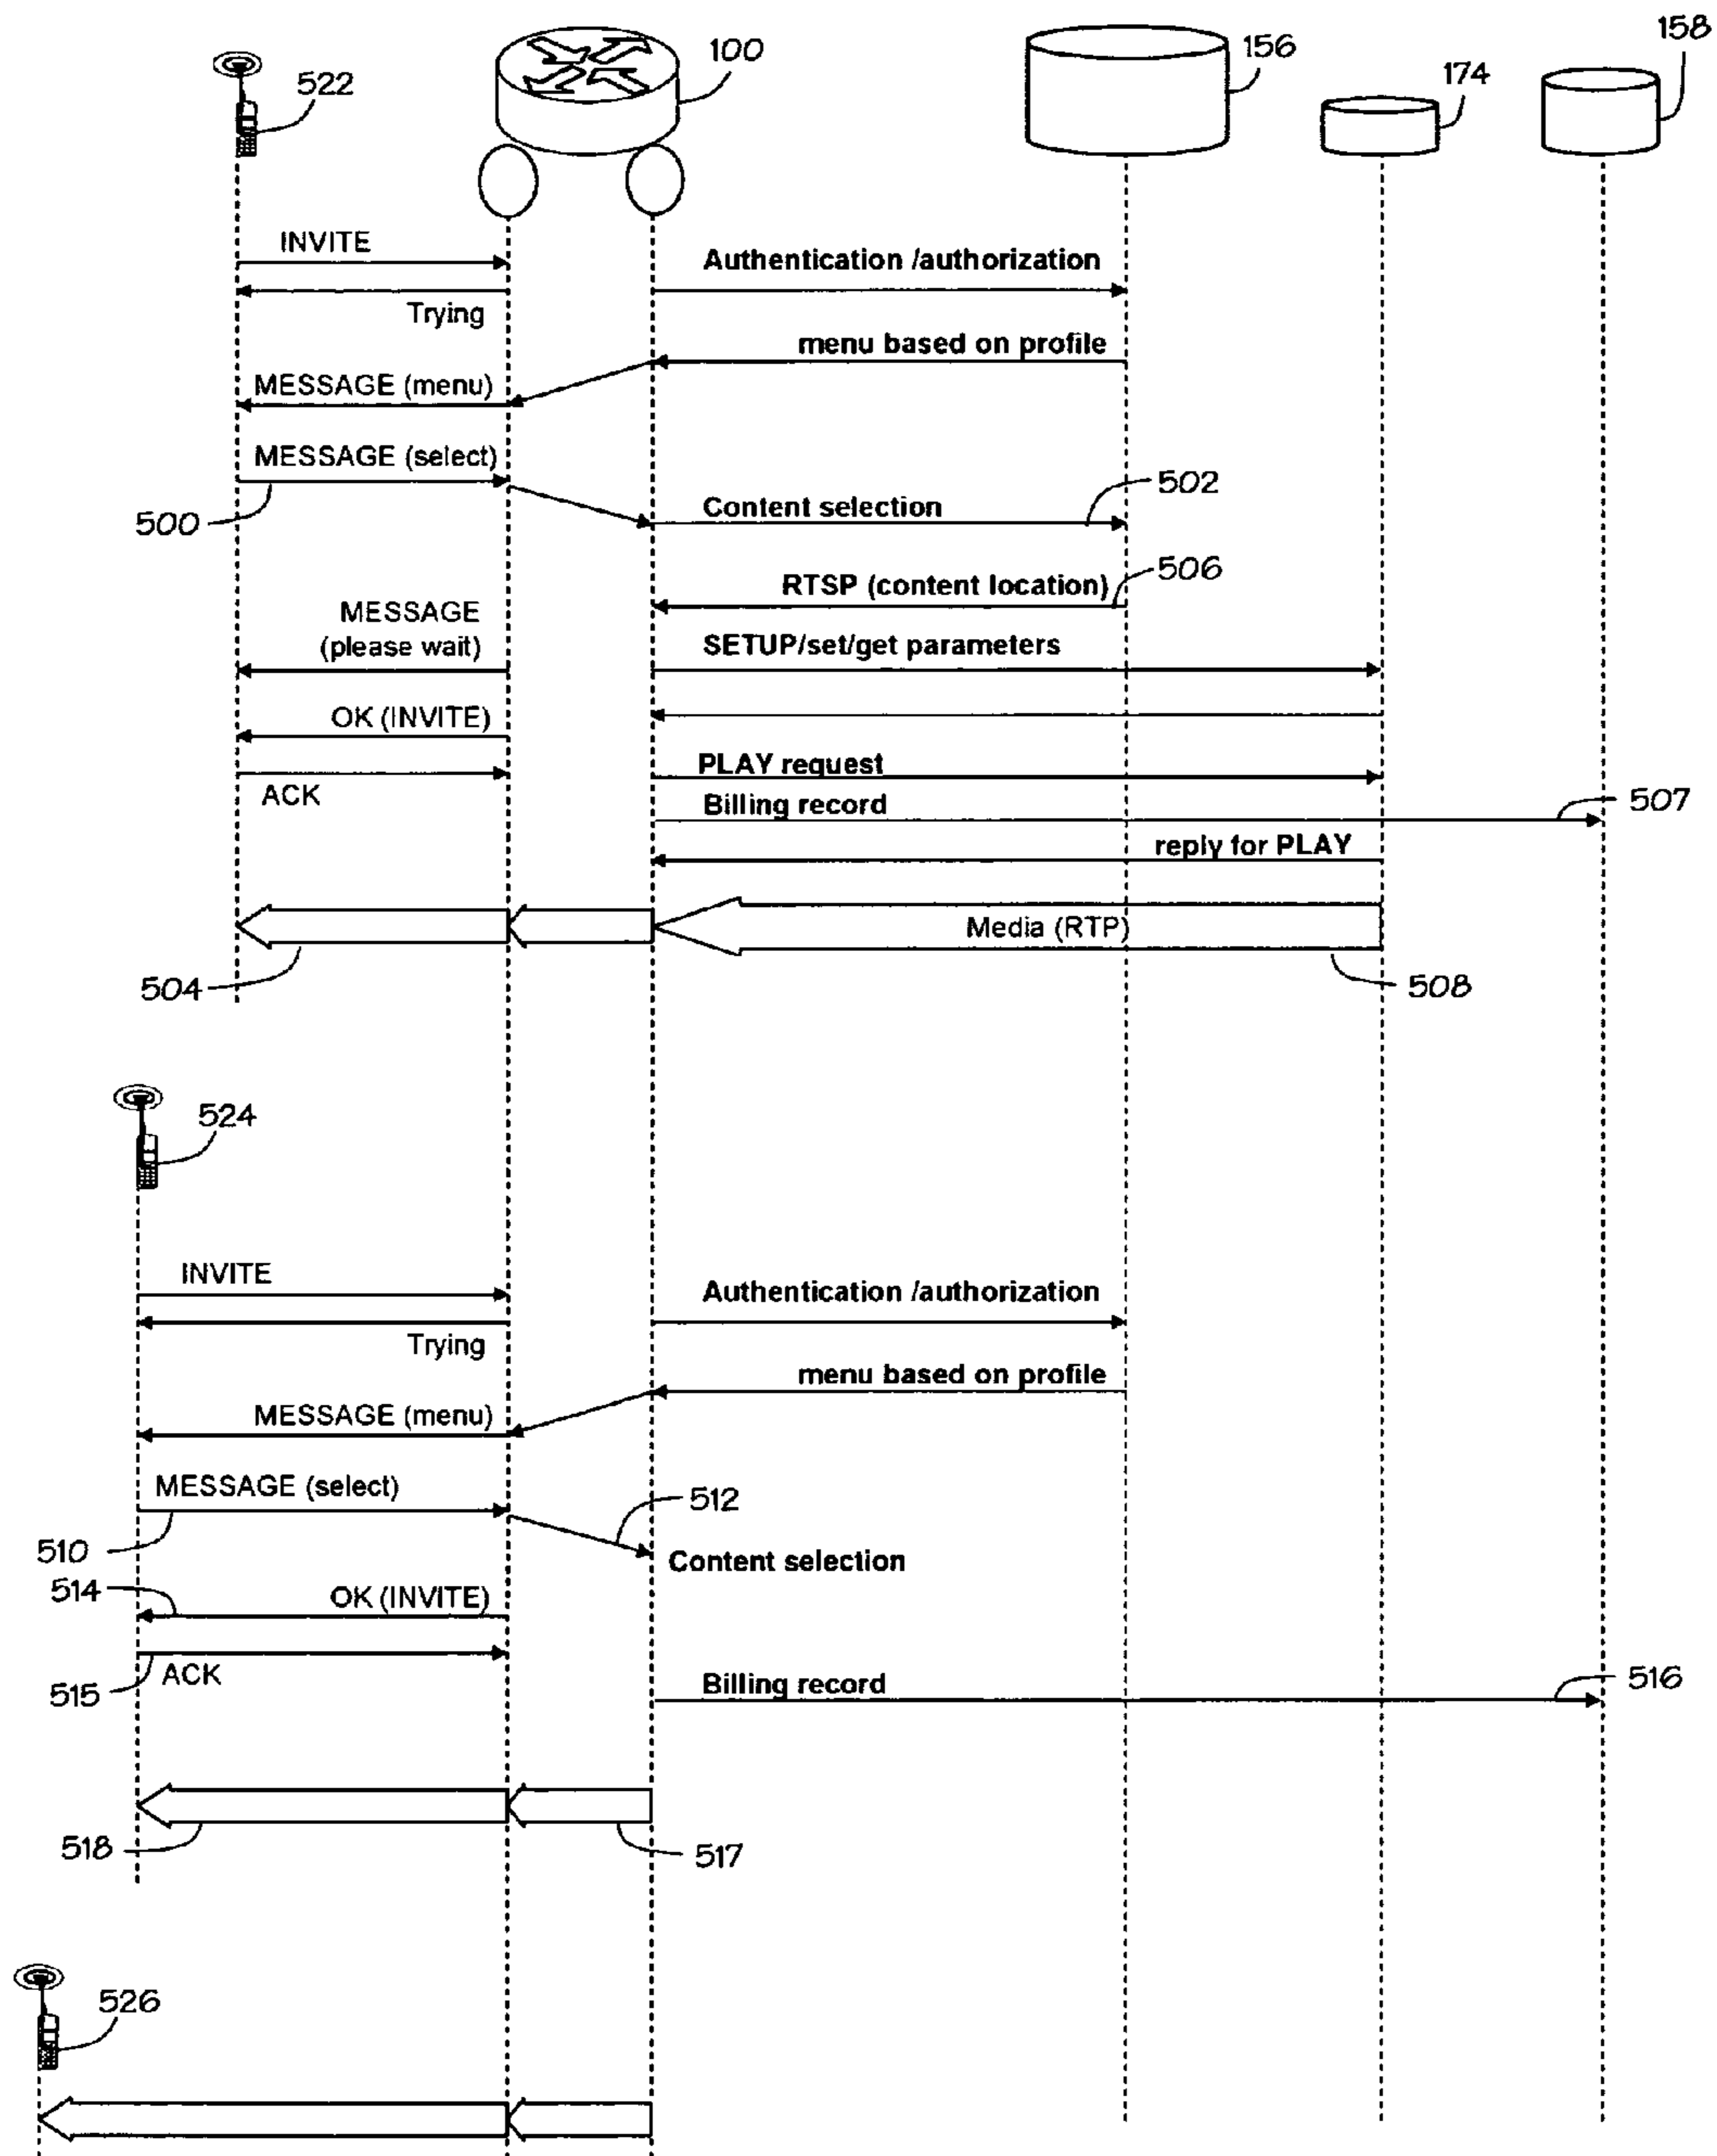 158
100
156
522
174
INVITE
Authentication /authorization
Trying
menu based on profile
MESSAGE (menu)
MESSAGE (select)
502
500
Content selection
506
RTSP (content location)
MESSAGE
(please wait)
SETUP/set/get parameters
OK (INVITE)
PLAY request
ACK
Billing record
507
reply for PLAY
Media (RTP)
504
508
524
INVITE
Authentication /authorization
Trying
menu based on profile
MESSAGE (menu)
MESSAGE (select)
512
510
Content selection
514
OK (INVITE)
ACK
515
Billing record
516
518
517
526